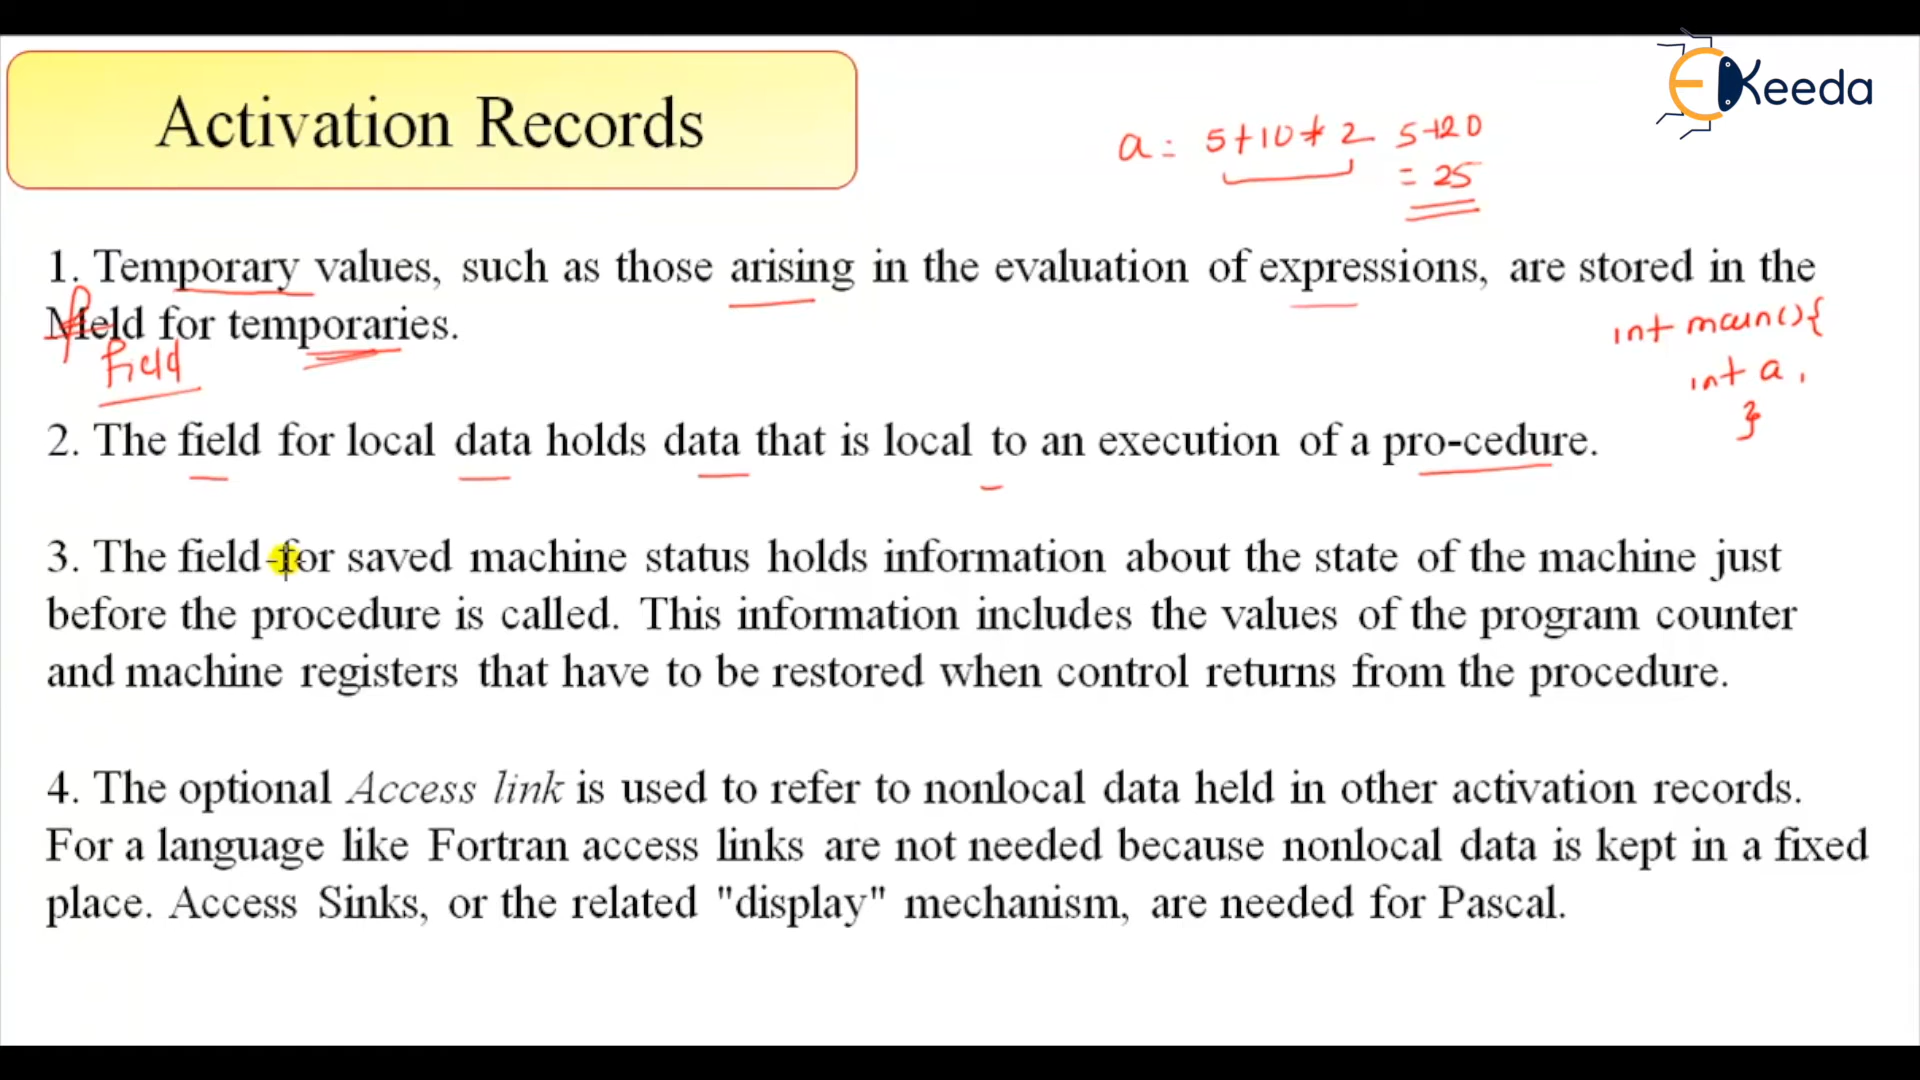 Keeda
Activation Records
a = 5+10*2 5+20
= 25
1. Temporary values, such as those arising in the evaluation of expressions, are stored in the
Meld for temporaries.
field
int main(){
int a,
}
2. The field for local data holds data that is local to an execution of a pro-cedure.
3. The field for saved machine status holds information about the state of the machine just
before the procedure is called. This information includes the values of the program counter
and machine registers that have to be restored when control returns from the procedure.
4. The optional Access link is used to refer to nonlocal data held in other activation records.
For a language like Fortran access links are not needed because nonlocal data is kept in a fixed
place. Access Sinks, or the related "display" mechanism, are needed for Pascal.